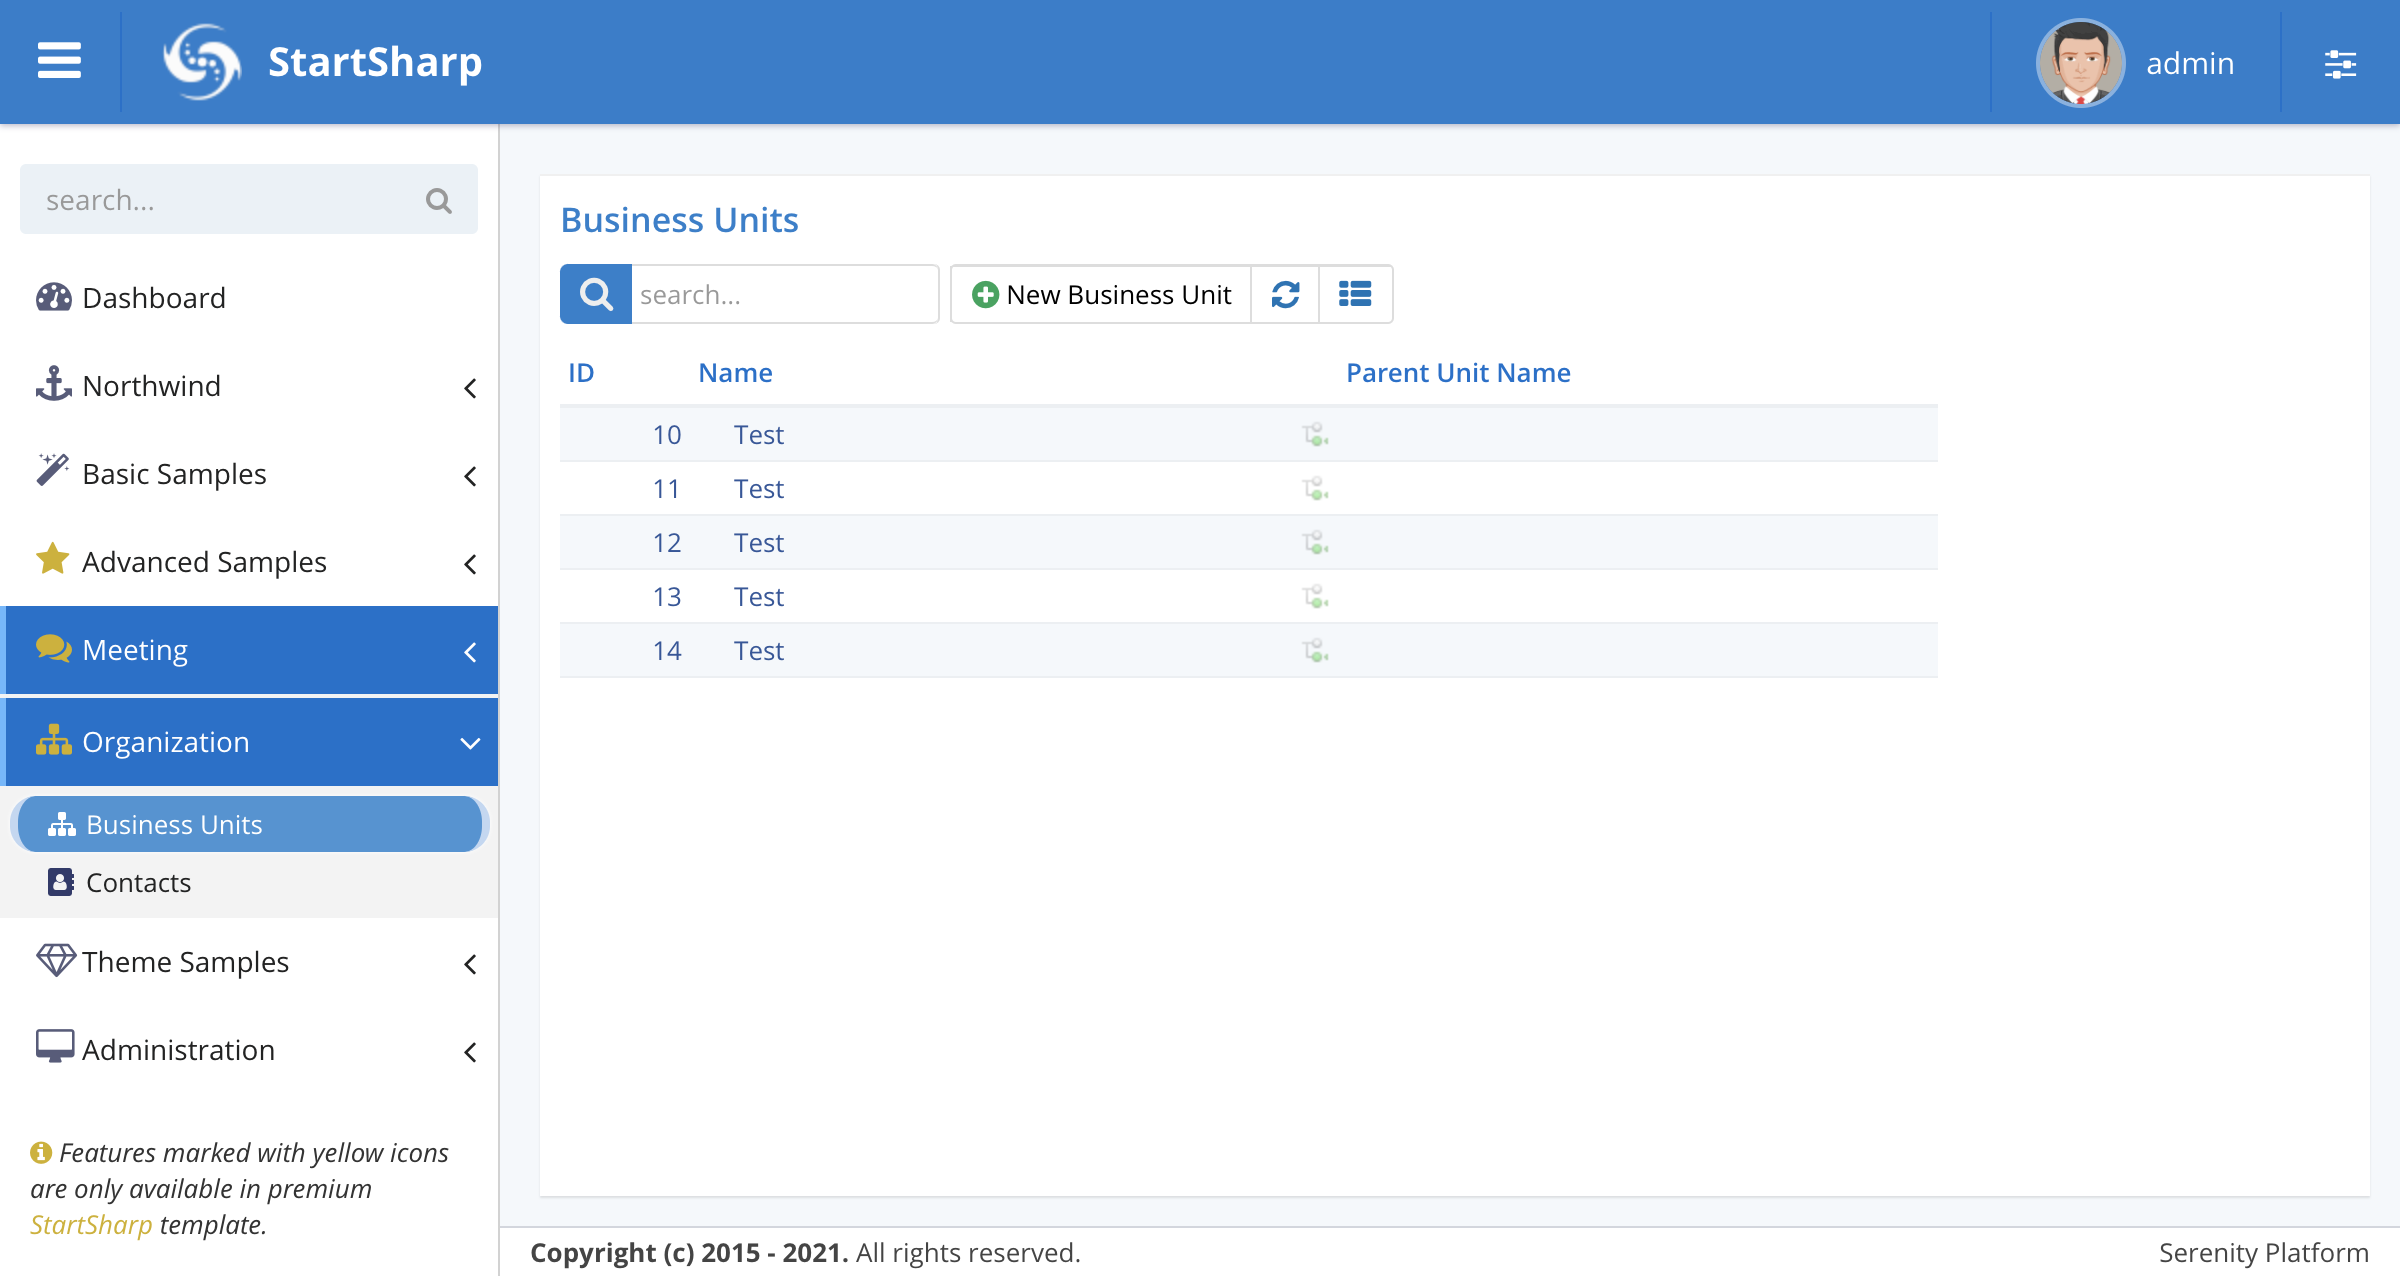 StartSharp
admin
search...
Dashboard
Northwind
Basic Samples
Advanced Samples
Meeting
Organization
Business Units
Contacts
Theme Samples
Administration
Features marked with yellow icons
are only available in premium
StartSharp template.
Business Units
search...
New Business Unit
ID Name Parent Unit Name
10 Test
11 Test
12 Test
13 Test
14 Test
Copyright (c) 2015 - 2021. All rights reserved.
Serenity Platform